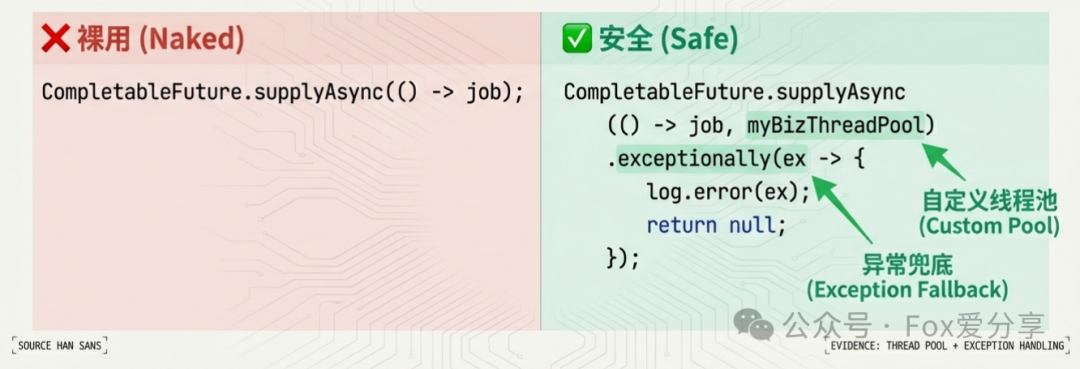 ❌ 裸用 (Naked)
CompletableFuture.supplyAsync(() -> job);
✅ 安全 (Safe)
CompletableFuture.supplyAsync
(() -> job, myBizThreadPool)
.exceptionally(ex -> {
log.error(ex);
return null;
});
自定义线程池
(Custom Pool)
异常兜底
(Exception Fallback)
公众号 · Fox爱分享
SOURCE HAN SANS
EVIDENCE: THREAD POOL + EXCEPTION HANDLING